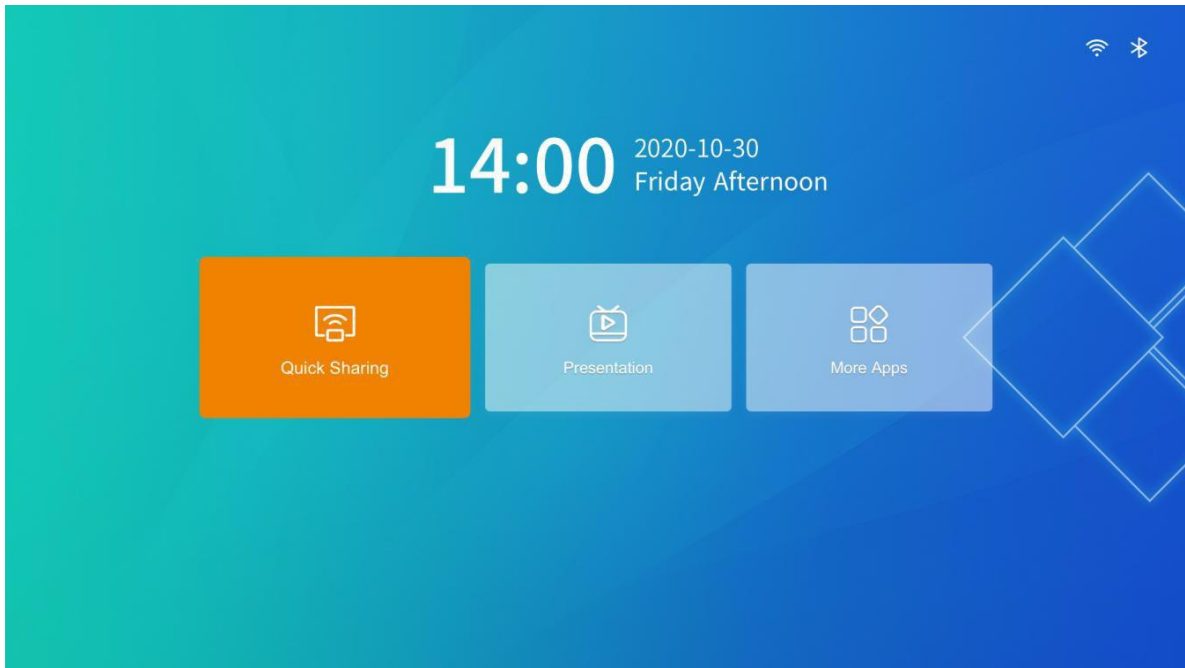 14:00
2020-10-30
Friday Afternoon
Quick Sharing
Presentation
More Apps